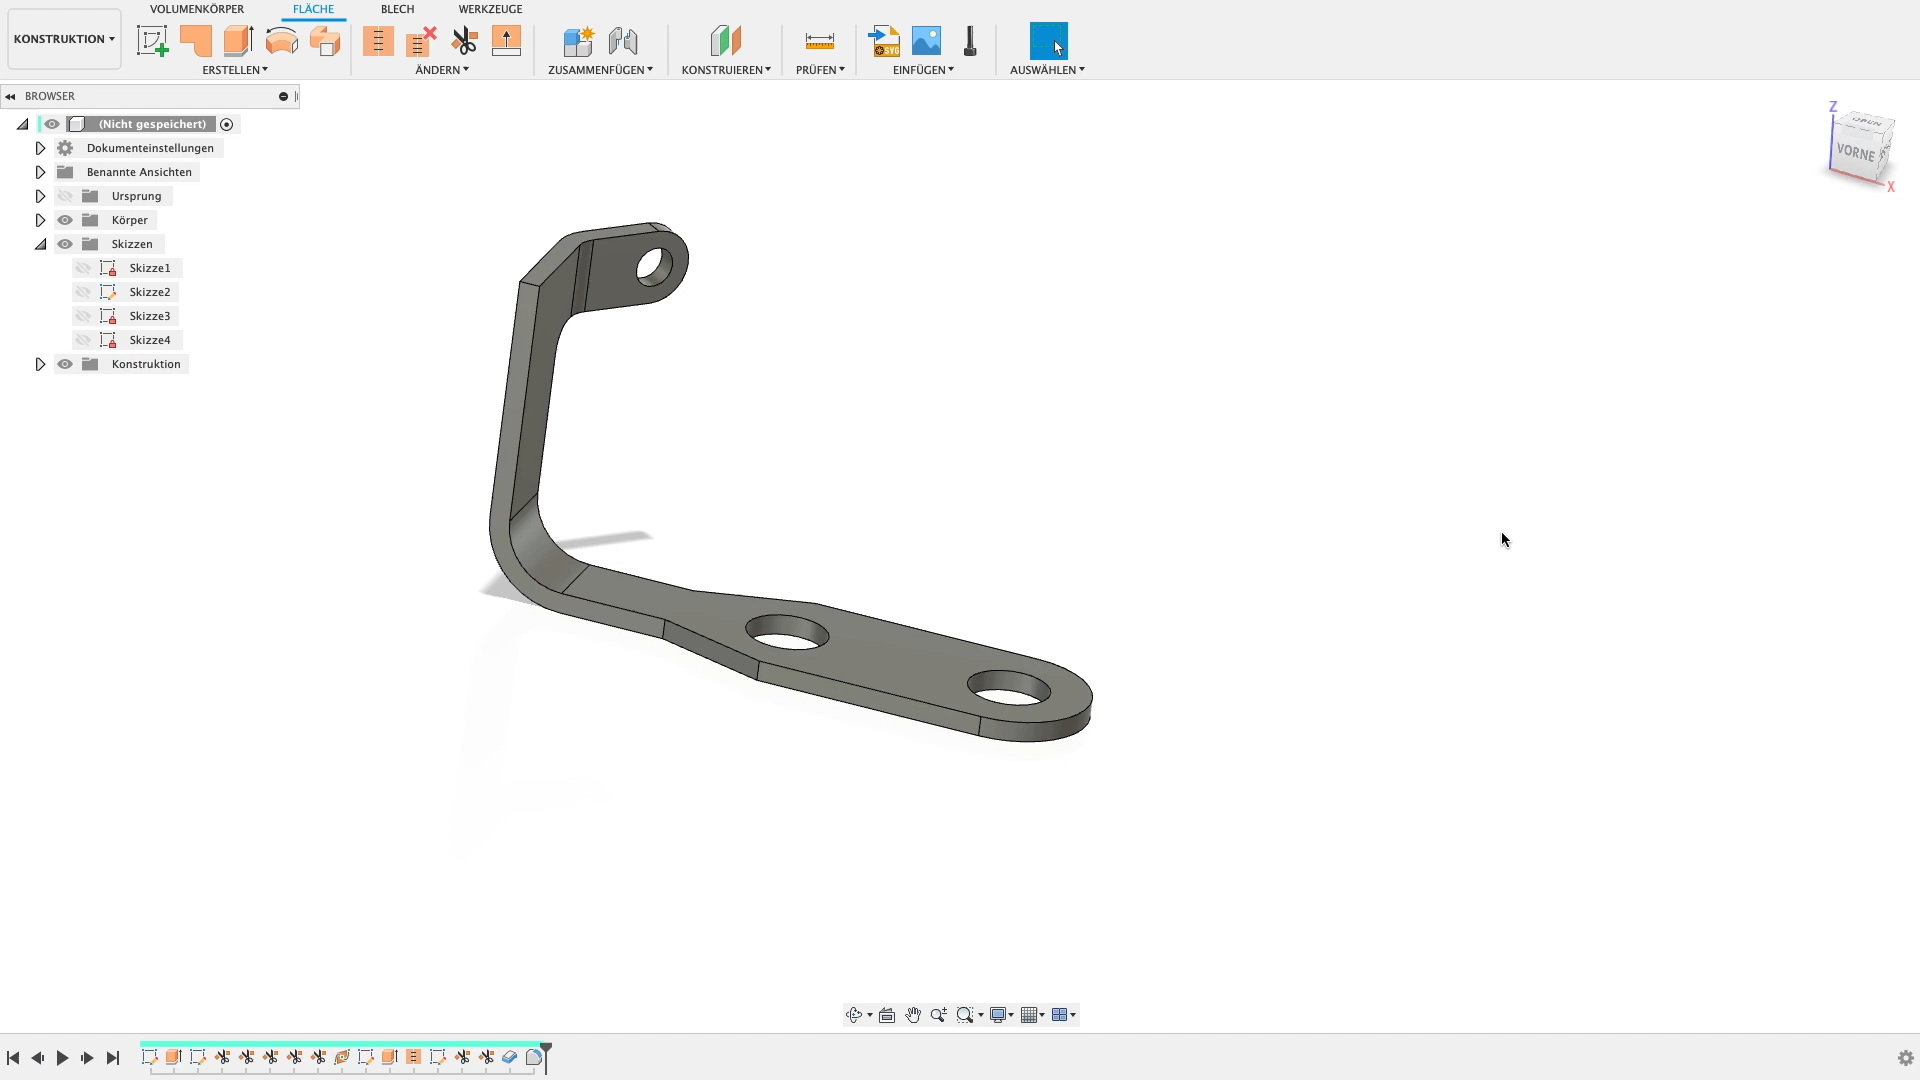 VOLUMENKÖRPER FLÄCHE BLECH WERKZEUGE
KONSTRUKTION
ERSTELLEN ÄNDERN ZUSAMMENFÜGEN KONSTRUIEREN PRÜFEN EINFÜGEN AUSWÄHLEN
SVG
BROWSER
(Nicht gespeichert)
Dokumenteinstellungen
Benannte Ansichten
Ursprung
Körper
Skizzen
Skizze1
Skizze2
Skizze3
Skizze4
Konstruktion
Z
VORNE
X